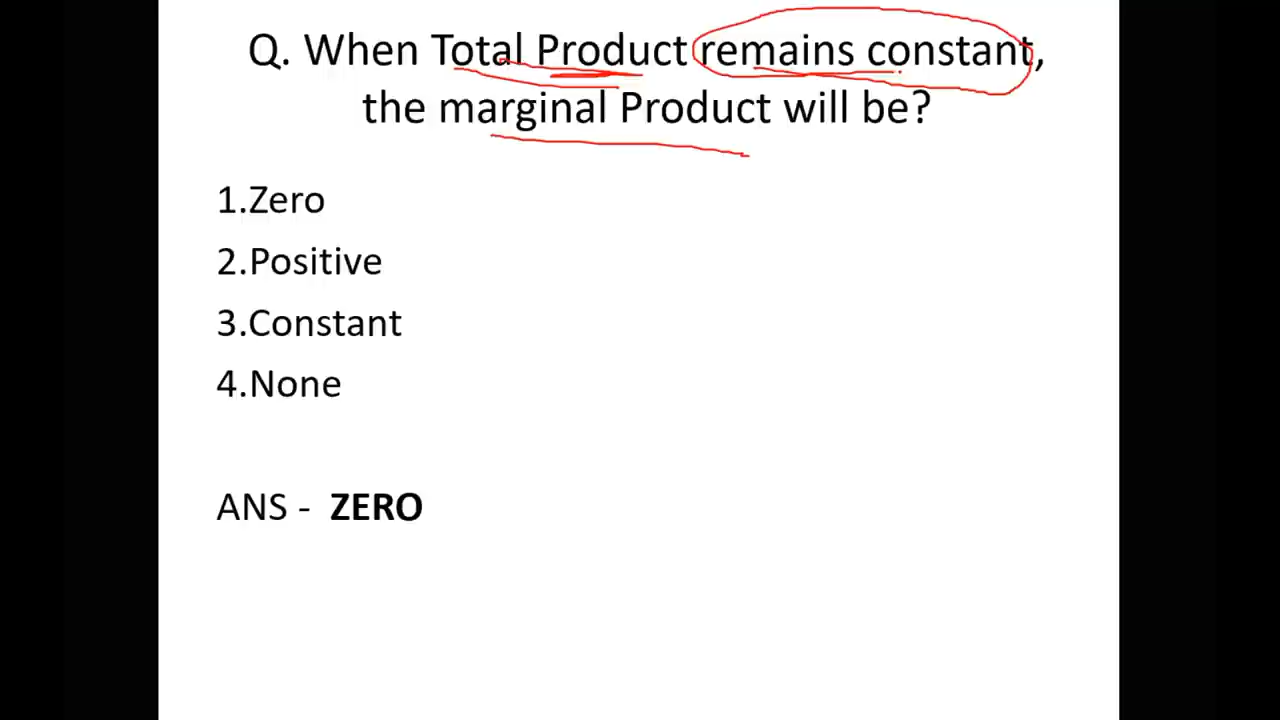 Q. When Total Product remains constant,
the marginal Product will be?
1.Zero
2.Positive
3.Constant
4.None
ANS - ZERO